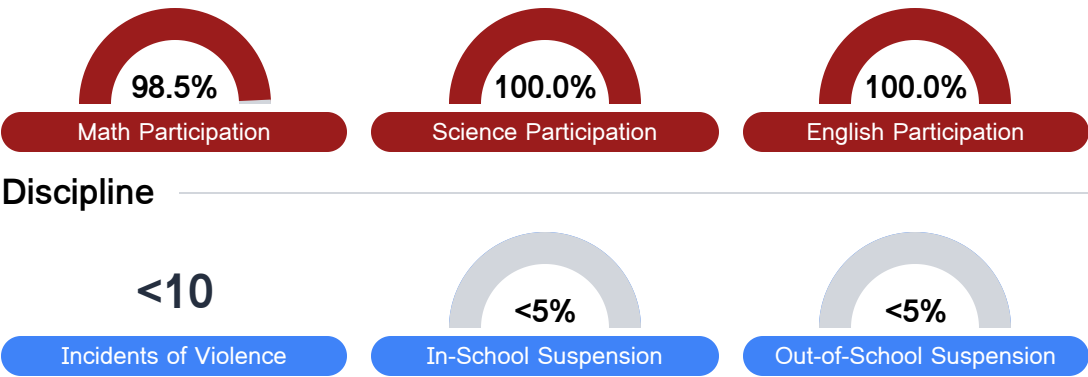 98.5%
100.0%
100.0%
Math Participation
Science Participation
English Participation
Discipline
<10
<5%
<5%
Incidents of Violence
In-School Suspension
Out-of-School Suspension